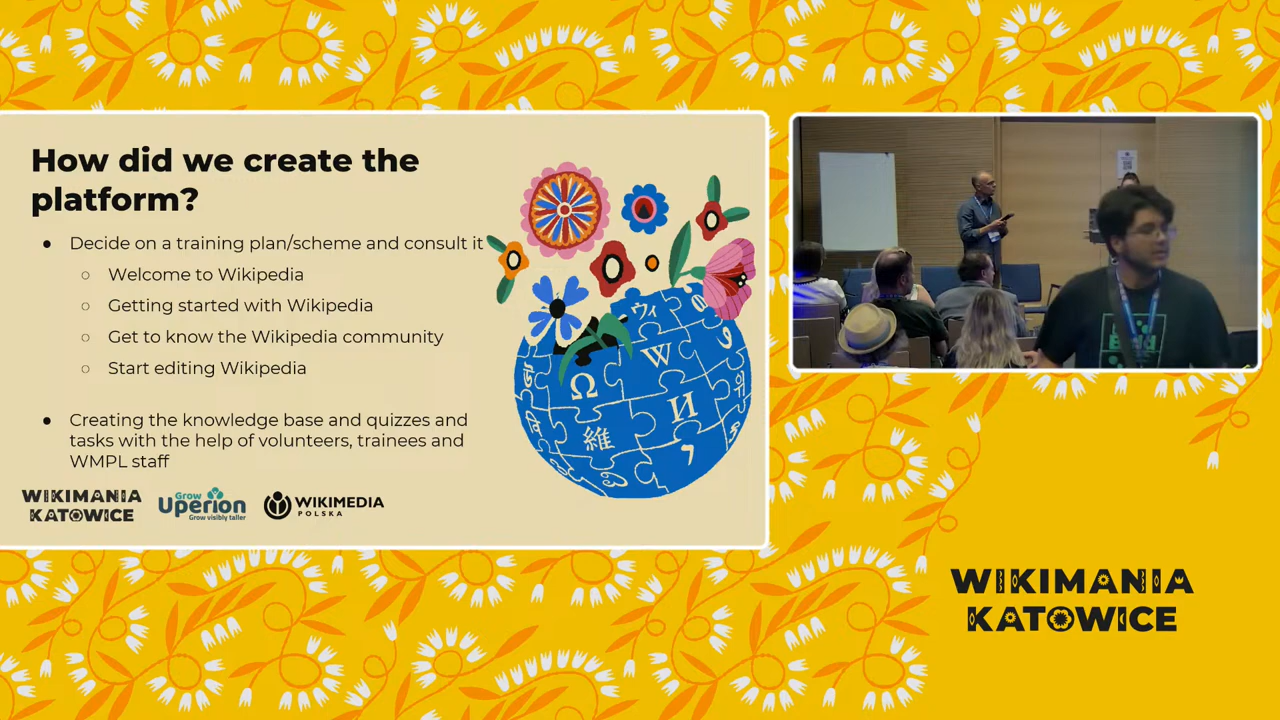 How did we create the
platform?
● Decide on a training plan/scheme and consult it
○ Welcome to Wikipedia
○ Getting started with Wikipedia
○ Get to know the Wikipedia community
○ Start editing Wikipedia
● Creating the knowledge base and quizzes and
tasks with the help of volunteers, trainees and
WMPL staff
WIKIMANIA
KATOWICE
Grow
Uperion
Grow visibly taller
WIKIMEDIA
POLSKA
ウィ
W
Ω
И
維
WIKIMANIA
KATOWICE